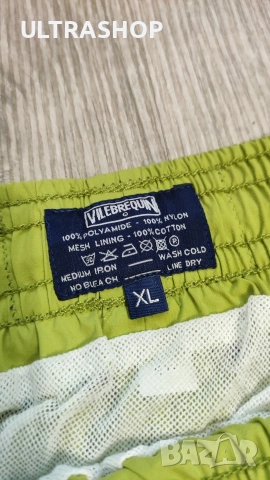 ULTRASHOP
VILEBREQUIN
100% POLYAMIDE - 100% NYLON
MESH LINING - 100% COTTON
MEDIUM IRON WASH COLD
NO BLEACH LINE DRY
XL
BAZAR